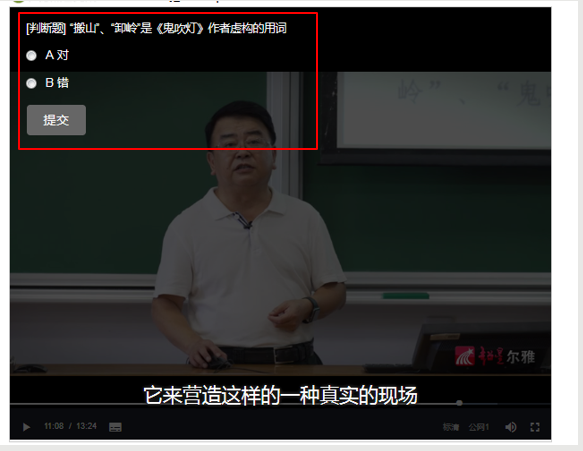 [判断题] “搬山”、“卸岭”是《鬼吹灯》作者虚构的用词
A 对
B 错
提交
岭”、“鬼
尔雅
它来营造这样的一种真实的现场
11:08 / 13:24
标清 公网1